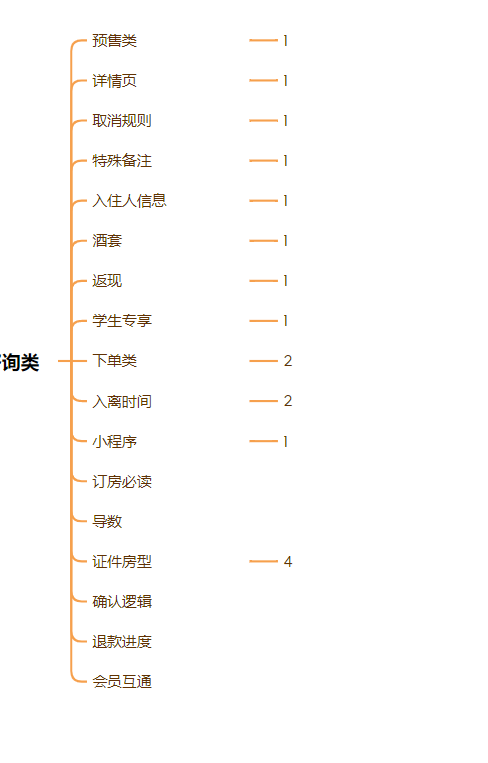 预售类 1
详情页 1
取消规则 1
特殊备注 1
入住人信息 1
酒套 1
返现 1
学生专享 1
询类 下单类 2
入离时间 2
小程序 1
订房必读
导数
证件房型 4
确认逻辑
退款进度
会员互通